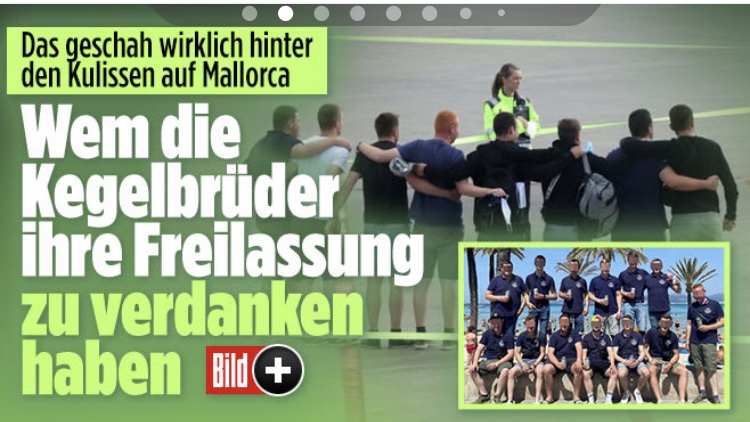 Das geschah wirklich hinter
den Kulissen auf Mallorca
Wem die
Kegelbrüder
ihre Freilassung
zu verdanken
haben
Bild +